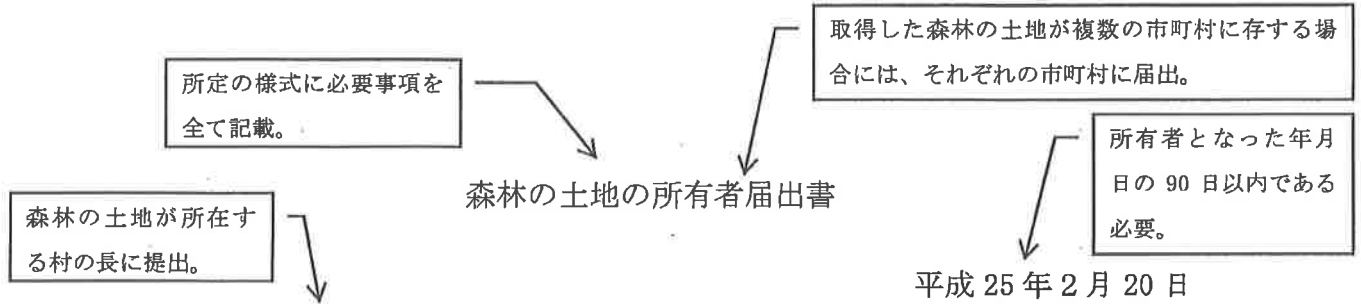 取得した森林の土地が複数の市町村に存する場
合には、それぞれの市町村に届出。
所定の様式に必要事項を
全て記載。
所有者となった年月
日の 90 日以内である
必要。
森林の土地の所有者届出書
森林の土地が所在す
る村の長に提出。
平成 25 年 2 月 20 日